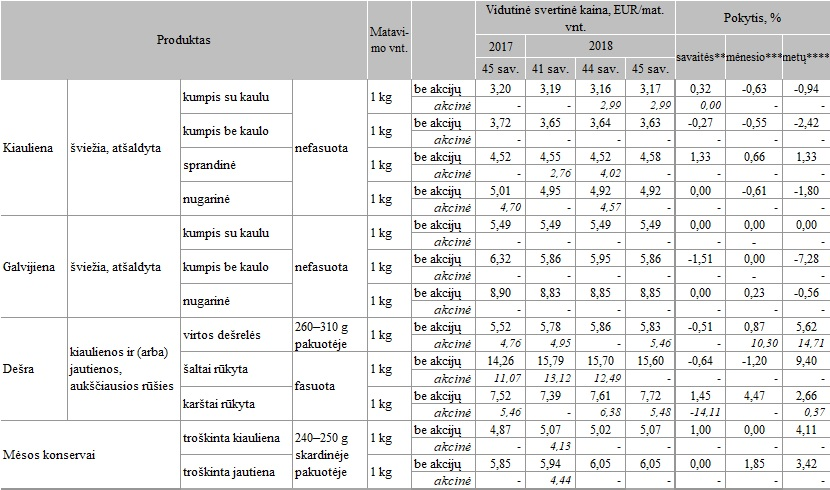 Produktas Matavi-mo vnt. Vidutinė svertinė kaina, EUR/mat. vnt. Pokytis, %
2017 2018 savaitės** mėnesio*** metų****
45 sav. 41 sav. 44 sav. 45 sav.
Kiauliena šviežia, atšaldyta kumpis su kaulu nefasuota 1 kg be akcijų 3,20 3,19 3,16 3,17 0,32 -0,63 -0,94
akcinė - - 2,99 2,99 0,00 - -
kumpis be kaulo 1 kg be akcijų 3,72 3,65 3,64 3,63 -0,27 -0,55 -2,42
akcinė - - - - - - -
sprandinė 1 kg be akcijų 4,52 4,55 4,52 4,58 1,33 0,66 1,33
akcinė - 2,76 4,02 - - - -
nugarinė 1 kg be akcijų 5,01 4,95 4,92 4,92 0,00 -0,61 -1,80
akcinė 4,70 - 4,57 - - - -
Galvijiena šviežia, atšaldyta kumpis su kaulu nefasuota 1 kg be akcijų 5,49 5,49 5,49 5,49 0,00 0,00 0,00
akcinė - - - - - - -
kumpis be kaulo 1 kg be akcijų 6,32 5,86 5,95 5,86 -1,51 0,00 -7,28
akcinė - - - - - - -
nugarinė 1 kg be akcijų 8,90 8,83 8,85 8,85 0,00 0,23 -0,56
akcinė - - - - - - -
Dešra kiaulienos ir (arba) jautienos, aukščiausios rūšies virtos dešrelės 260–310 g pakuotėje 1 kg be akcijų 5,52 5,78 5,86 5,83 -0,51 0,87 5,62
akcinė 4,76 4,95 - 5,46 - 10,30 14,71
šaltai rūkyta fasuota 1 kg be akcijų 14,26 15,79 15,70 15,60 -0,64 -1,20 9,40
akcinė 11,07 13,12 12,49 - - - -
karštai rūkyta 1 kg be akcijų 7,52 7,39 7,61 7,72 1,45 4,47 2,66
akcinė 5,46 - 6,38 5,48 -14,11 - 0,37
Mėsos konservai troškinta kiauliena 240–250 g skardinėje pakuotėje 1 kg be akcijų 4,87 5,07 5,02 5,07 1,00 0,00 4,11
akcinė - 4,13 - - - - -
troškinta jautiena 1 kg be akcijų 5,85 5,94 6,05 6,05 0,00 1,85 3,42
akcinė - 4,44 - - - - -